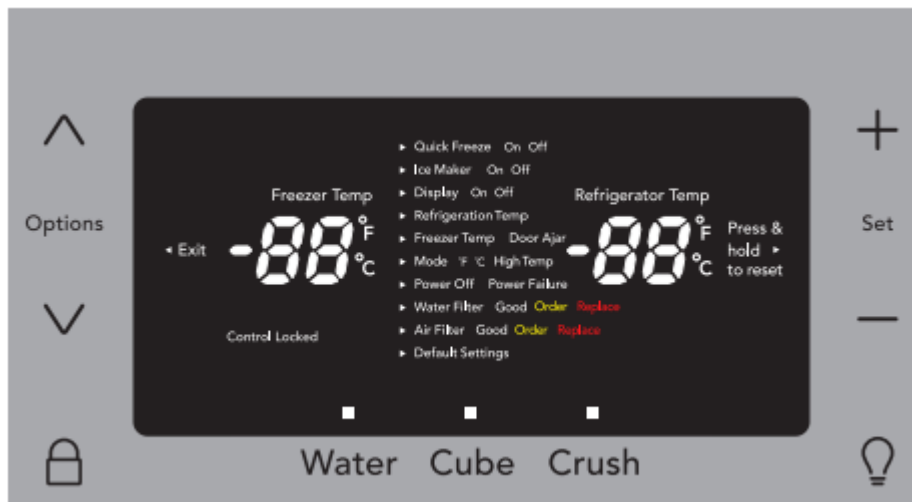 Options
Set
◂ Exit
Freezer Temp
-88 °F °C
Control Locked
▸ Quick Freeze On Off
▸ Ice Maker On Off
▸ Display On Off
▸ Refrigeration Temp
▸ Freezer Temp Door Ajar
▸ Mode °F °C High Temp
▸ Power Off Power Failure
▸ Water Filter Good Order Replace
▸ Air Filter Good Order Replace
▸ Default Settings
Refrigerator Temp
-88 °F °C
Press &
hold ▸
to reset
Water Cube Crush